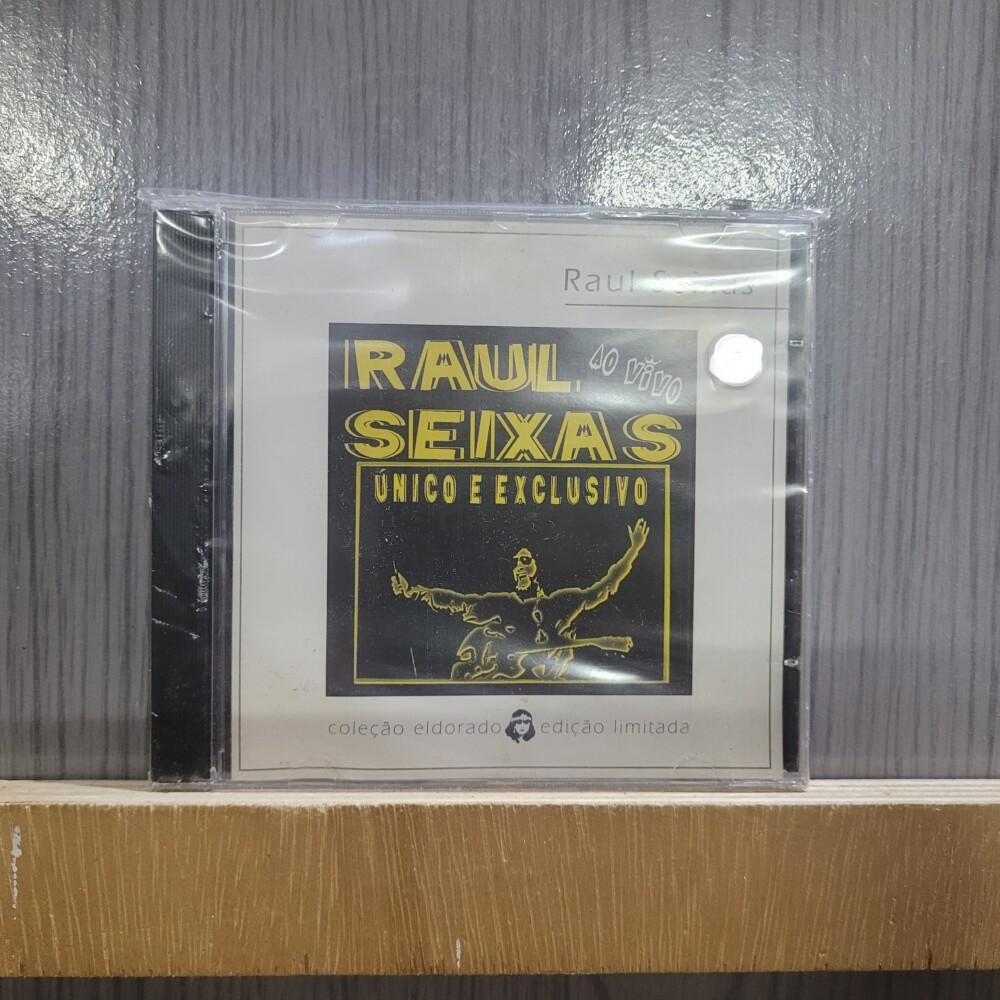 Raul Seixas
RAUL AO VIVO
SEIXAS
ÚNICO E EXCLUSIVO
coleção eldorado edição limitada